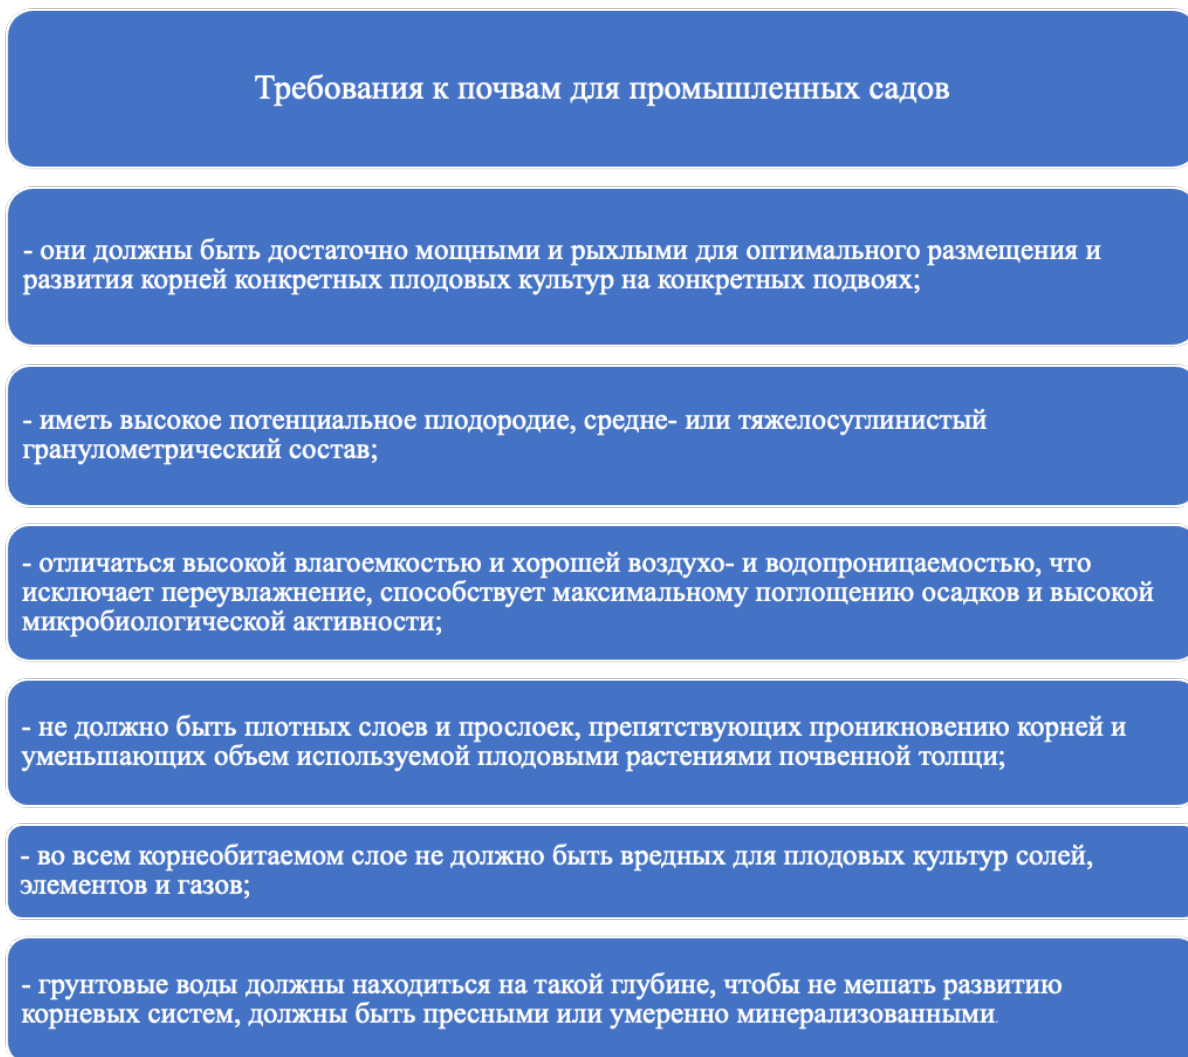 Требования к почвам для промышленных садов
- они должны быть достаточно мощными и рыхлыми для оптимального размещения и
развития корней конкретных плодовых культур на конкретных подвоях;
- иметь высокое потенциальное плодородие, средне- или тяжелосуглинистый
гранулометрический состав;
- отличаться высокой влагоемкостью и хорошей воздухо- и водопроницаемостью, что
исключает переувлажнение, способствует максимальному поглощению осадков и высокой
микробиологической активности;
- не должно быть плотных слоев и прослоек, препятствующих проникновению корней и
уменьшающих объем используемой плодовыми растениями почвенной толщи;
- во всем корнеобитаемом слое не должно быть вредных для плодовых культур солей,
элементов и газов;
- грунтовые воды должны находиться на такой глубине, чтобы не мешать развитию
корневых систем, должны быть пресными или умеренно минерализованными.